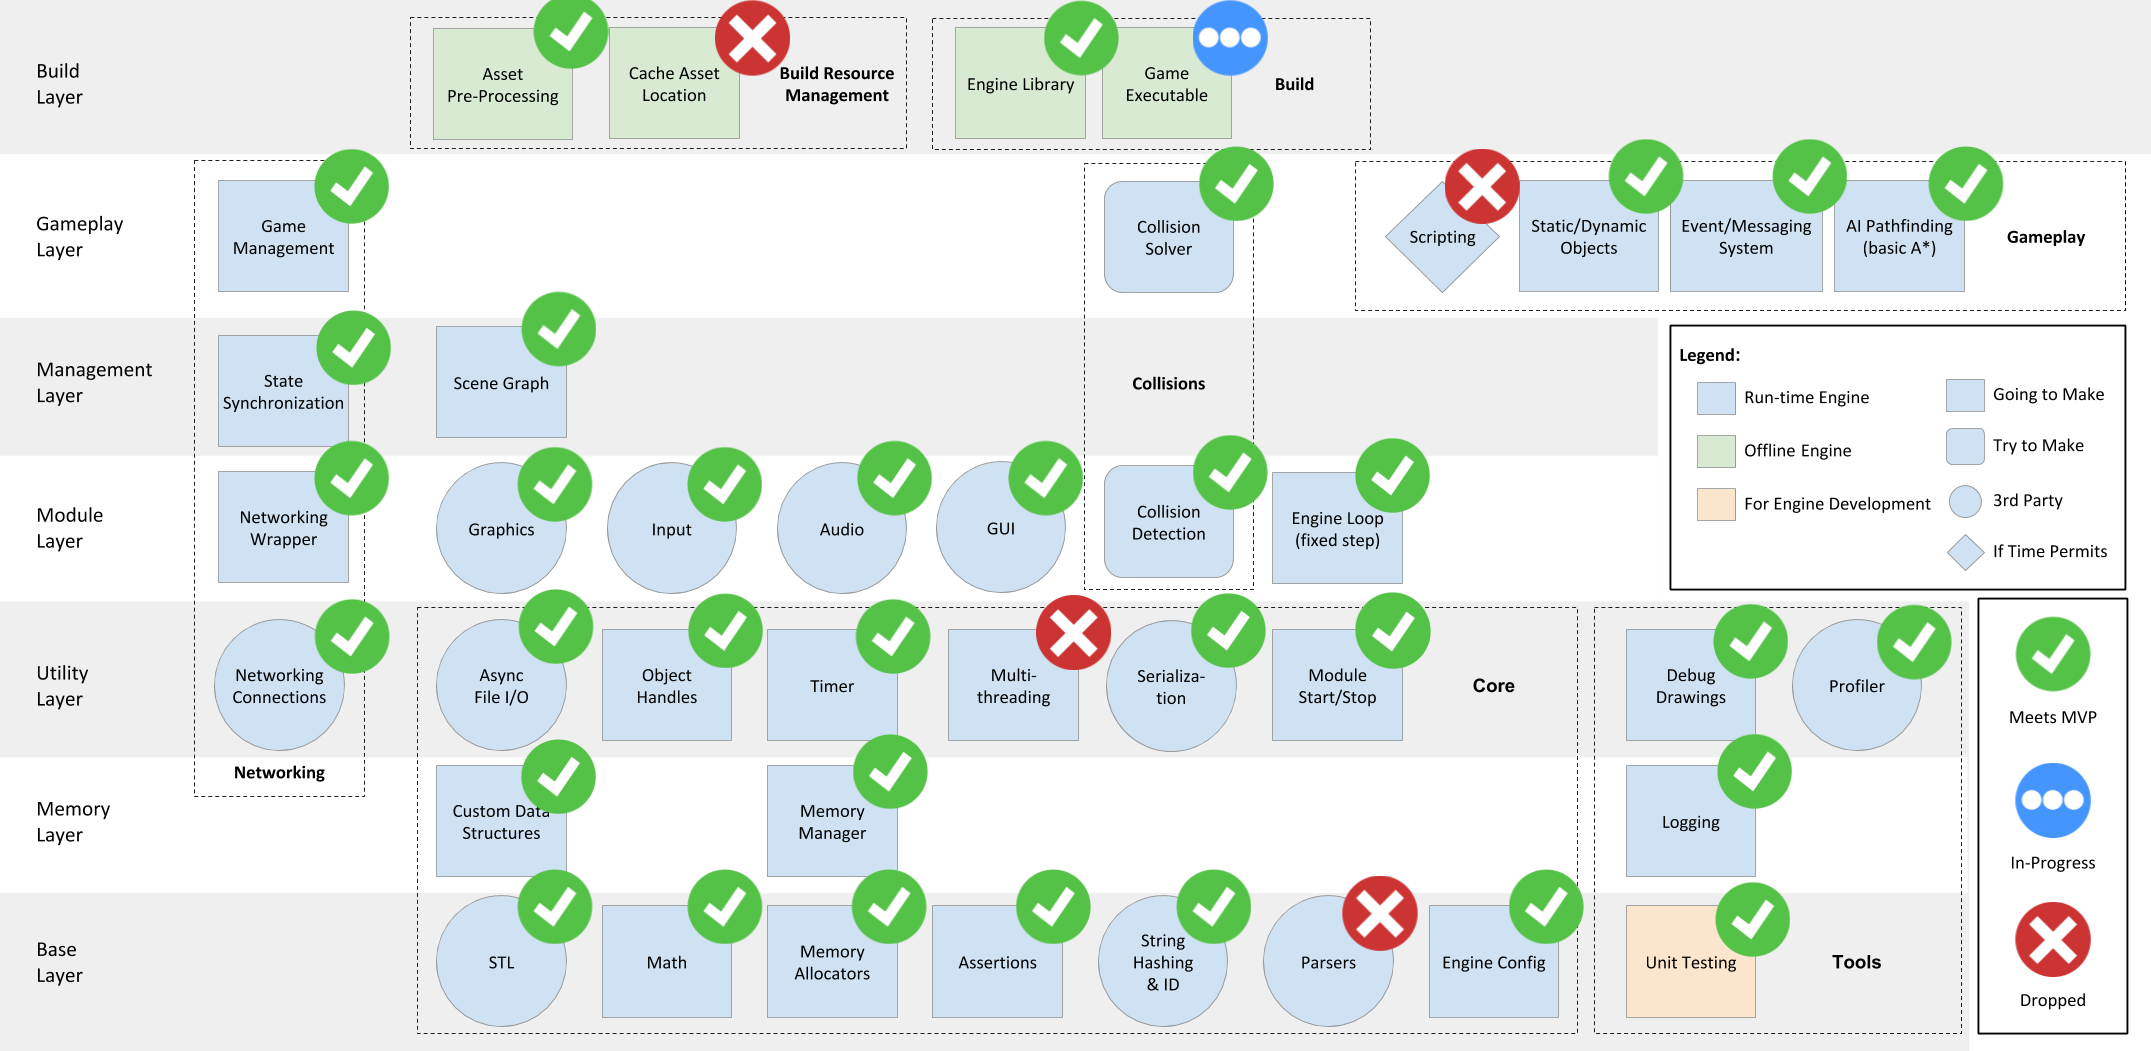 Build
Layer
Asset
Pre-Processing
Cache Asset
Location
Build Resource
Management
Engine Library
Game
Executable
Build
Gameplay
Layer
Game
Management
Collision
Solver
Scripting
Static/Dynamic
Objects
Event/Messaging
System
AI Pathfinding
(basic A*)
Gameplay
Management
Layer
State
Synchronization
Scene Graph
Collisions
Legend:
Run-time Engine
Going to Make
Offline Engine
Try to Make
For Engine Development
3rd Party
If Time Permits
Module
Layer
Networking
Wrapper
Graphics
Input
Audio
GUI
Collision
Detection
Engine Loop
(fixed step)
Utility
Layer
Networking
Connections
Async
File I/O
Object
Handles
Timer
Multi-
threading
Serializa-
tion
Module
Start/Stop
Core
Debug
Drawings
Profiler
Meets MVP
Networking
Memory
Layer
Custom Data
Structures
Memory
Manager
Logging
In-Progress
Base
Layer
STL
Math
Memory
Allocators
Assertions
String
Hashing
& ID
Parsers
Engine Config
Unit Testing
Tools
Dropped